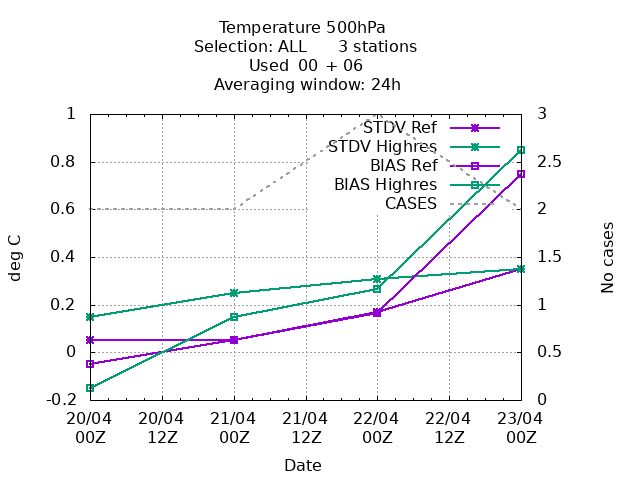 Temperature 500hPa
Selection: ALL 3 stations
Used 00 + 06
Averaging window: 24h
1 3
STDV Ref
STDV Highres
0.8 BIAS Ref 2.5
BIAS Highres
0.6 CASES 2
deg C
0.4 1.5
No cases
0.2 1
0 0.5
-0.2 0
20/04 20/04 21/04 21/04 22/04 22/04 23/04
00Z 12Z 00Z 12Z 00Z 12Z 00Z
Date